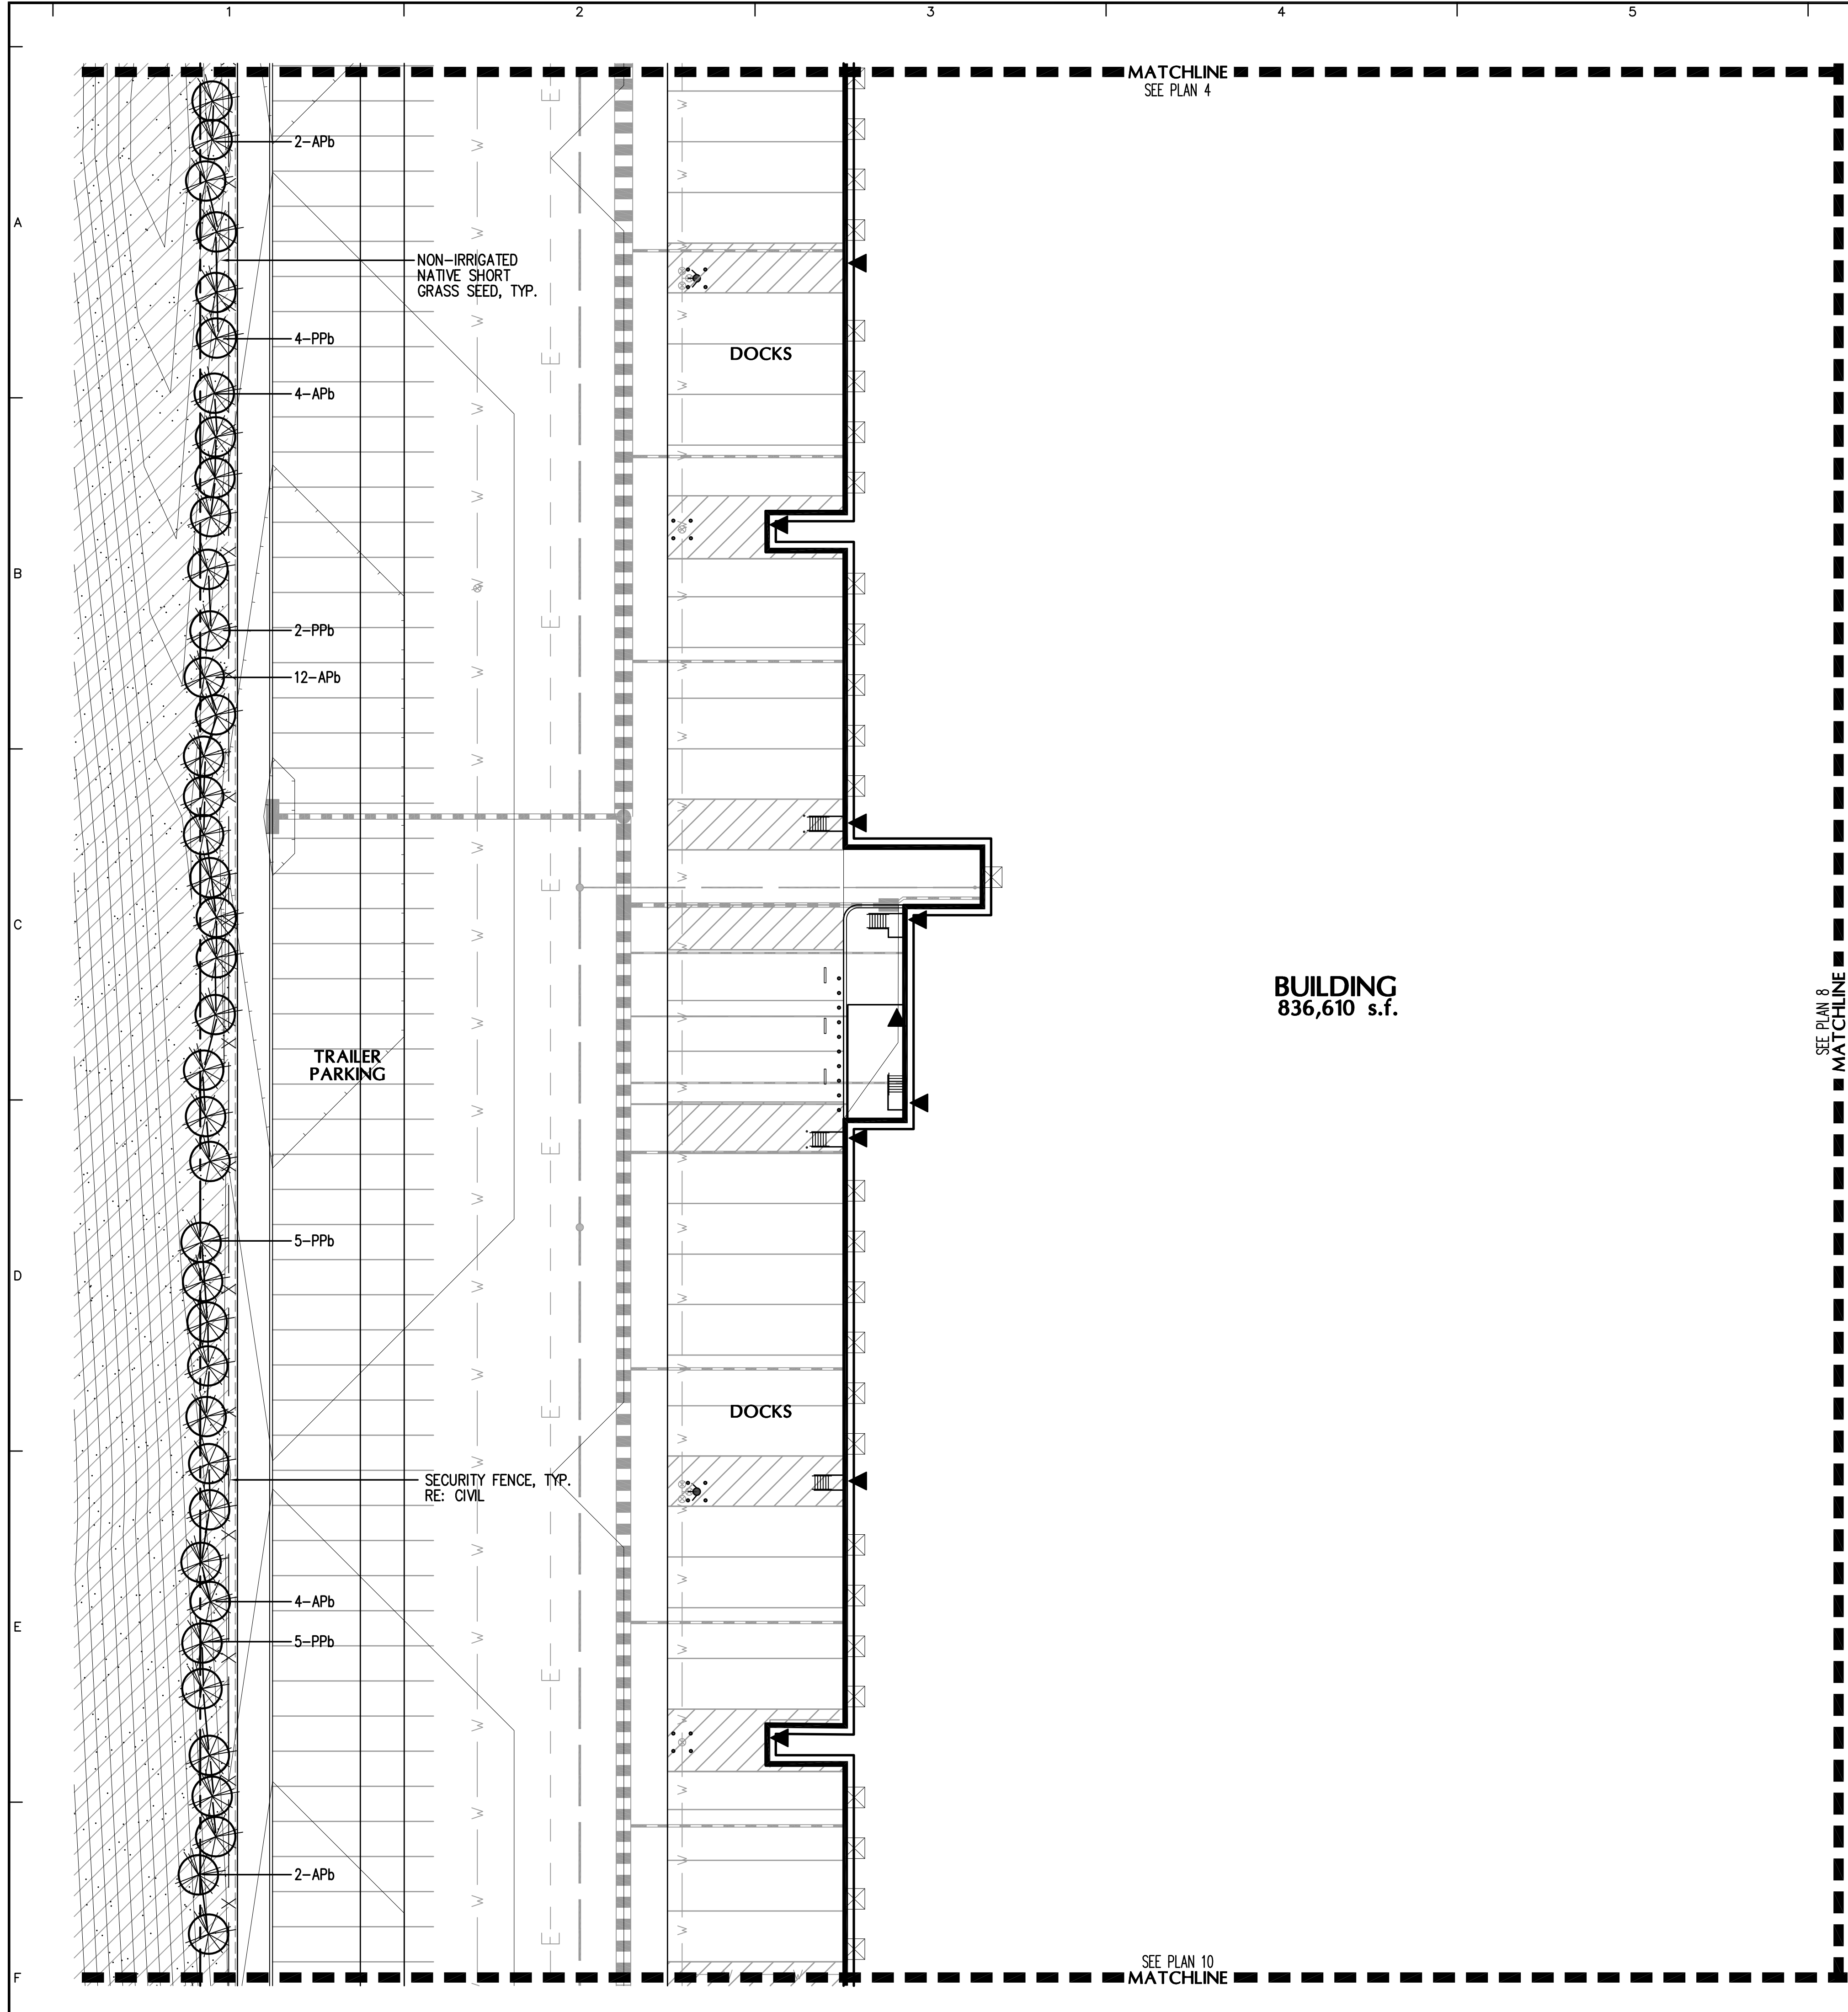 1
2
3
4
5
MATCHLINE
SEE PLAN 4
2-APb
A
NON-IRRIGATED
NATIVE SHORT
GRASS SEED, TYP.
4-PPb
DOCKS
4-APb
B
2-PPb
12-APb
C
BUILDING
836,610 s.f.
SEE PLAN 8
MATCHLINE
TRAILER
PARKING
5-PPb
D
DOCKS
SECURITY FENCE, TYP.
RE: CIVIL
4-APb
E
5-PPb
2-APb
SEE PLAN 10
F
MATCHLINE